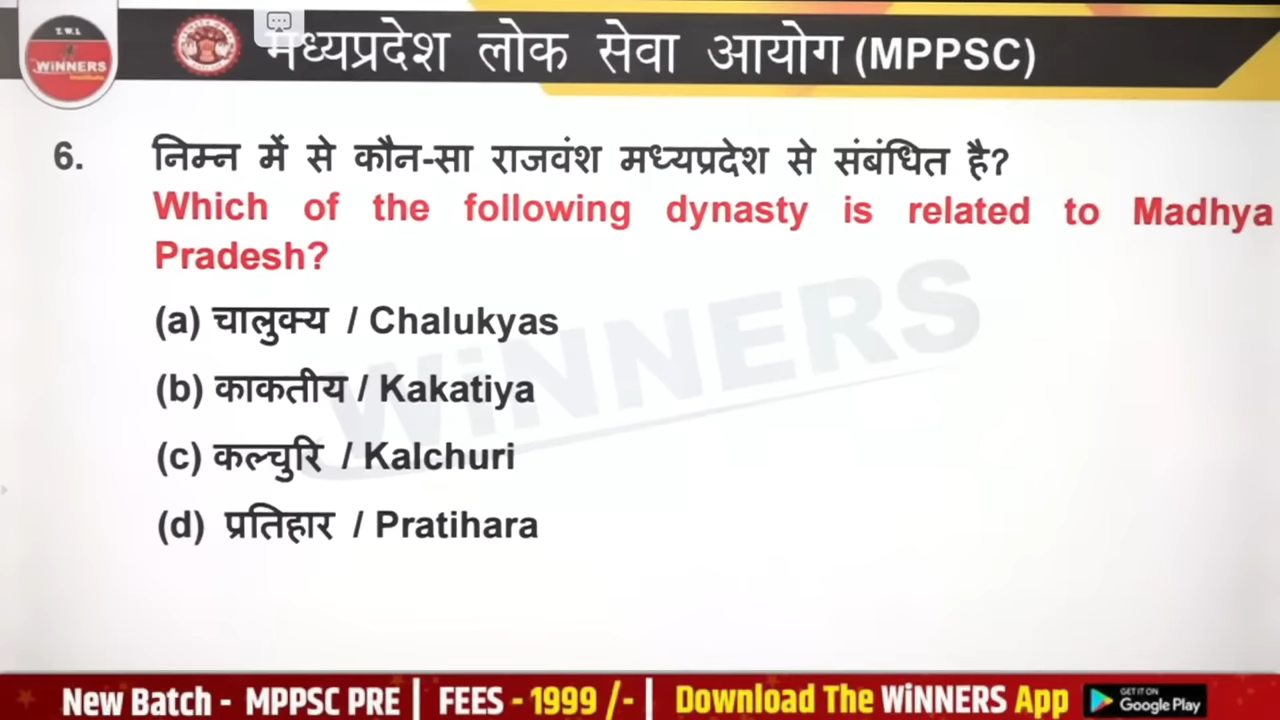 Z.W.I.
WiNNERS
institute
मध्यप्रदेश लोक सेवा आयोग (MPPSC)
6. निम्न में से कौन-सा राजवंश मध्यप्रदेश से संबंधित है?
Which of the following dynasty is related to Madhya
Pradesh?
(a) चालुक्य / Chalukyas
(b) काकतीय / Kakatiya
(c) कल्चुरि / Kalchuri
(d) प्रतिहार / Pratihara
WiNNERS
New Batch - MPPSC PRE | FEES - 1999 /- | Download The WiNNERS App GET IT ON Google Play